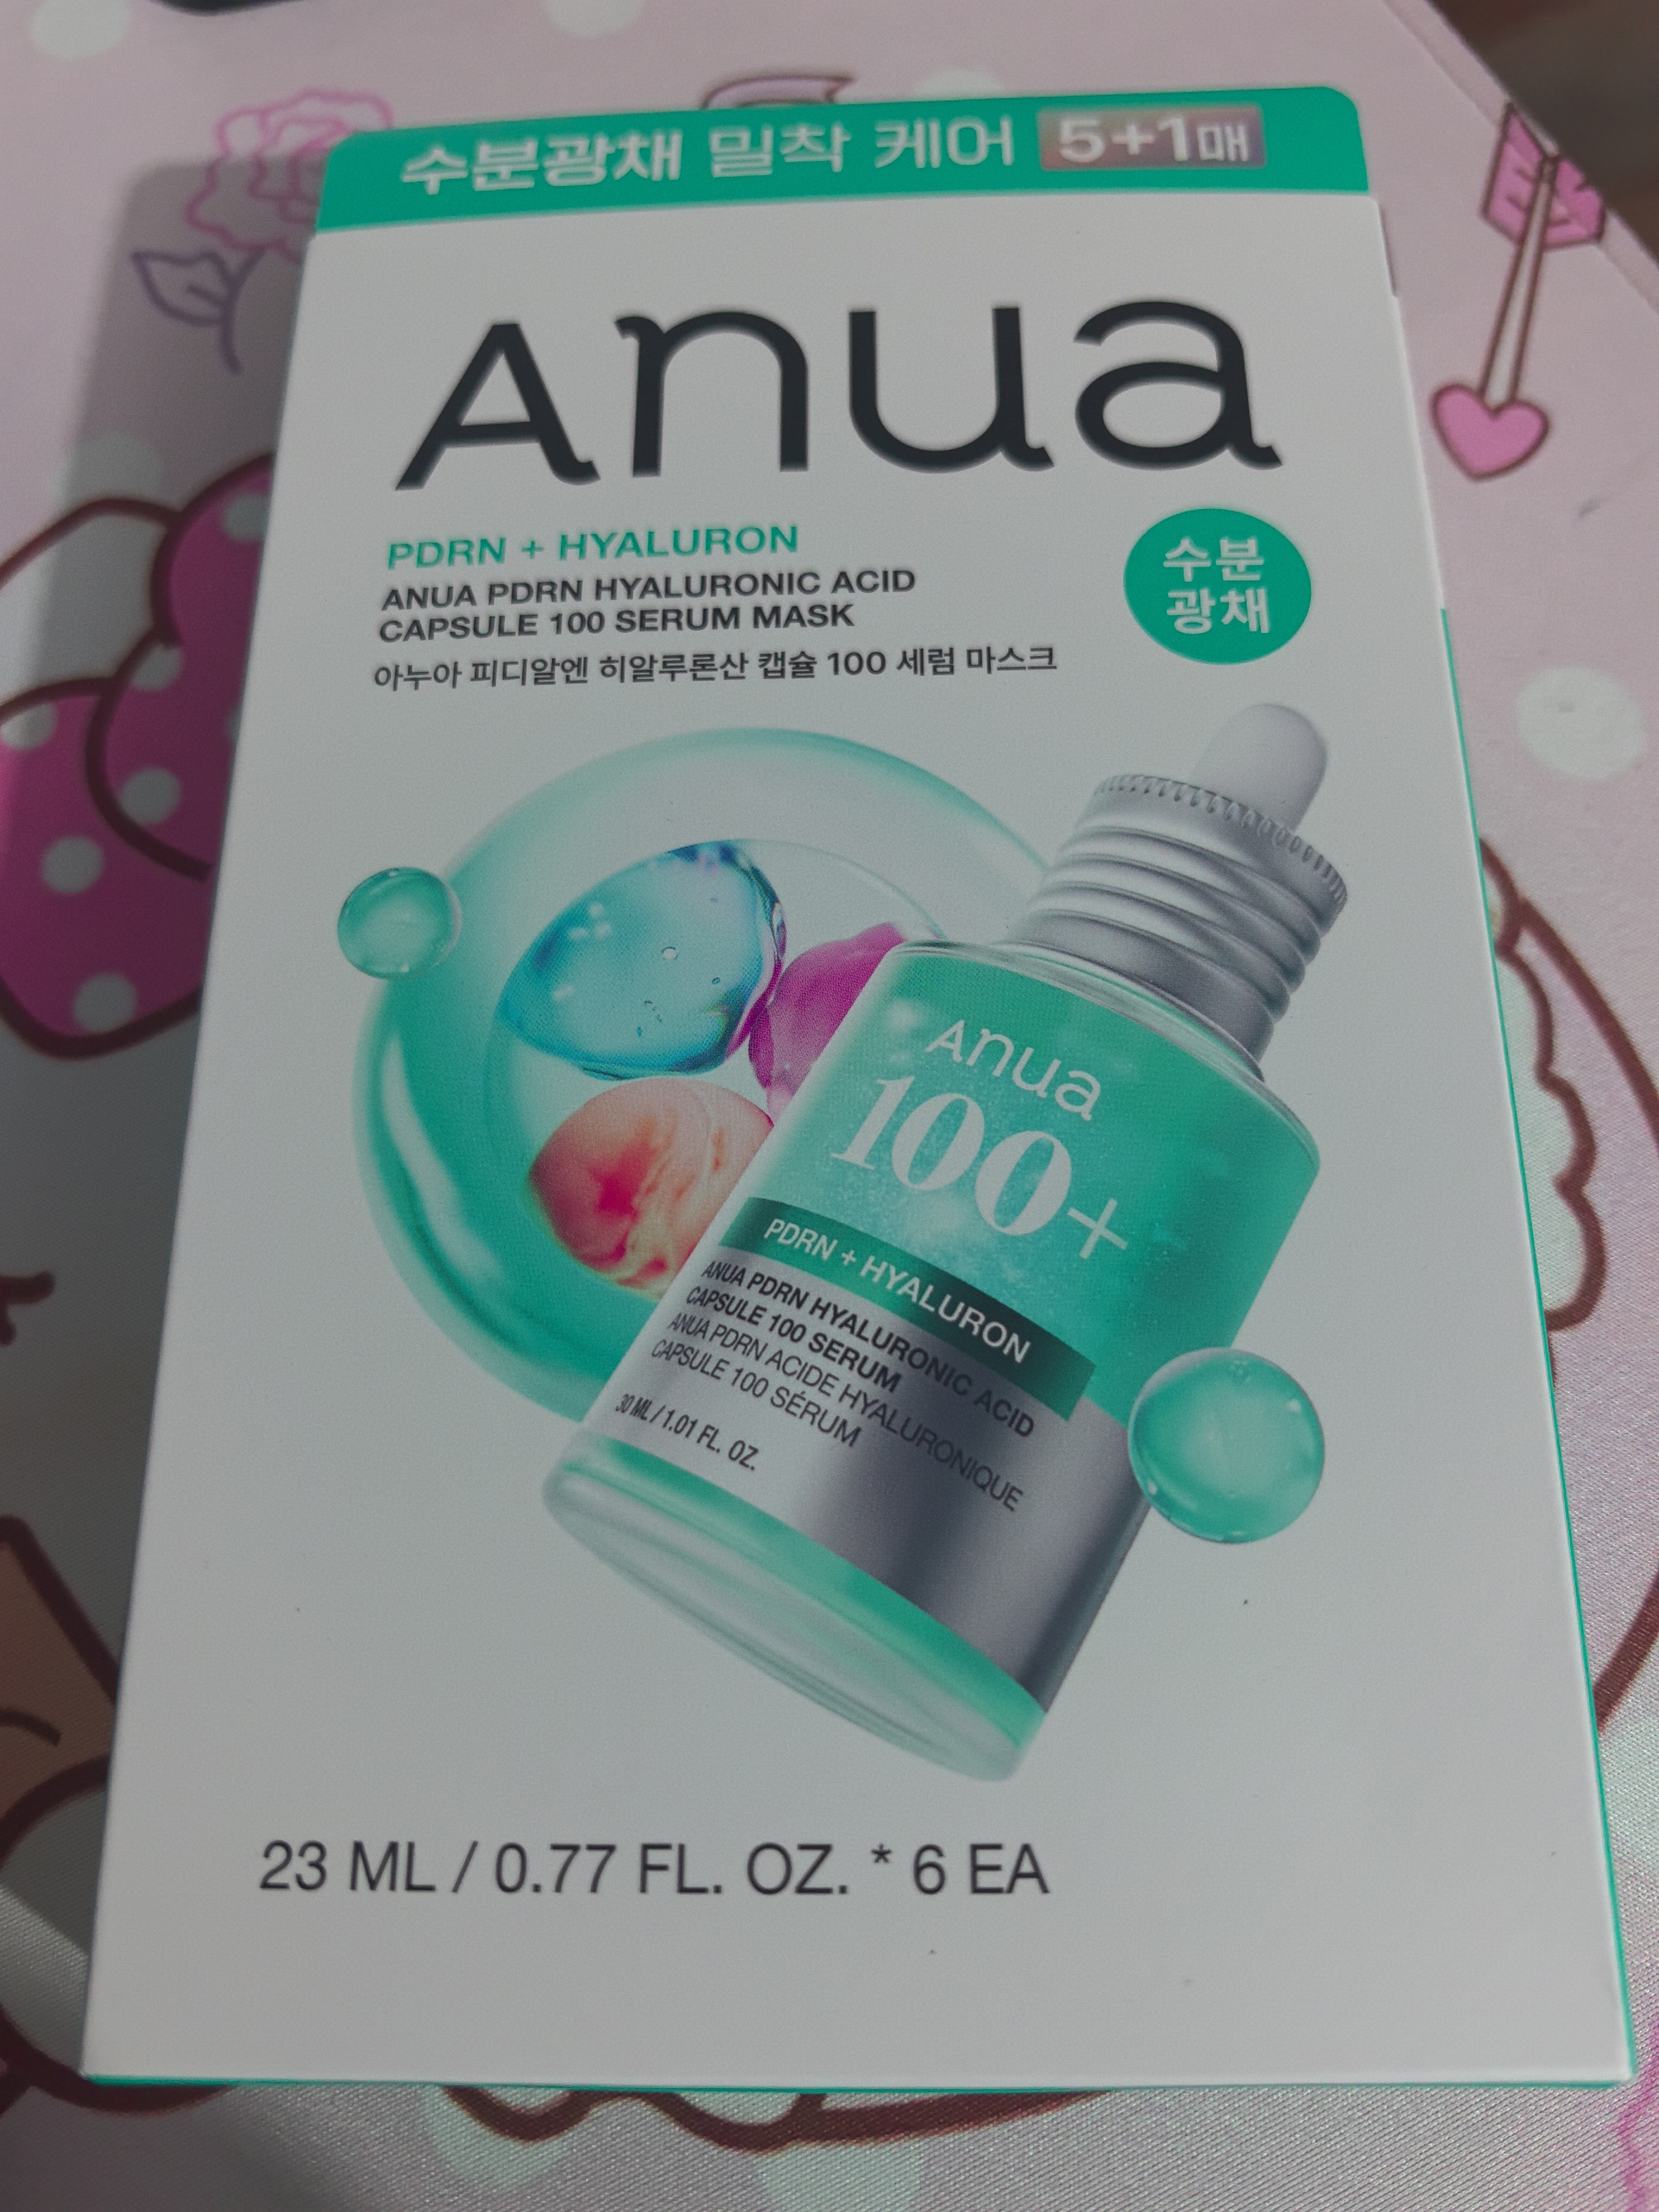 수분광채 밀착 케어 5+1매
Anua
PDRN + HYALURON
ANUA PDRN HYALURONIC ACID
CAPSULE 100 SERUM MASK
아누아 피디알엔 히알루론산 캡슐 100 세럼 마스크
수분
광채
Anua
100+
PDRN + HYALURON
ANUA PDRN HYALURONIC ACID
CAPSULE 100 SERUM
ANUA PDRN ACIDE HYALURONIQUE
CAPSULE 100 SÉRUM
30 ML / 1.01 FL. OZ.
23 ML / 0.77 FL. OZ. * 6 EA